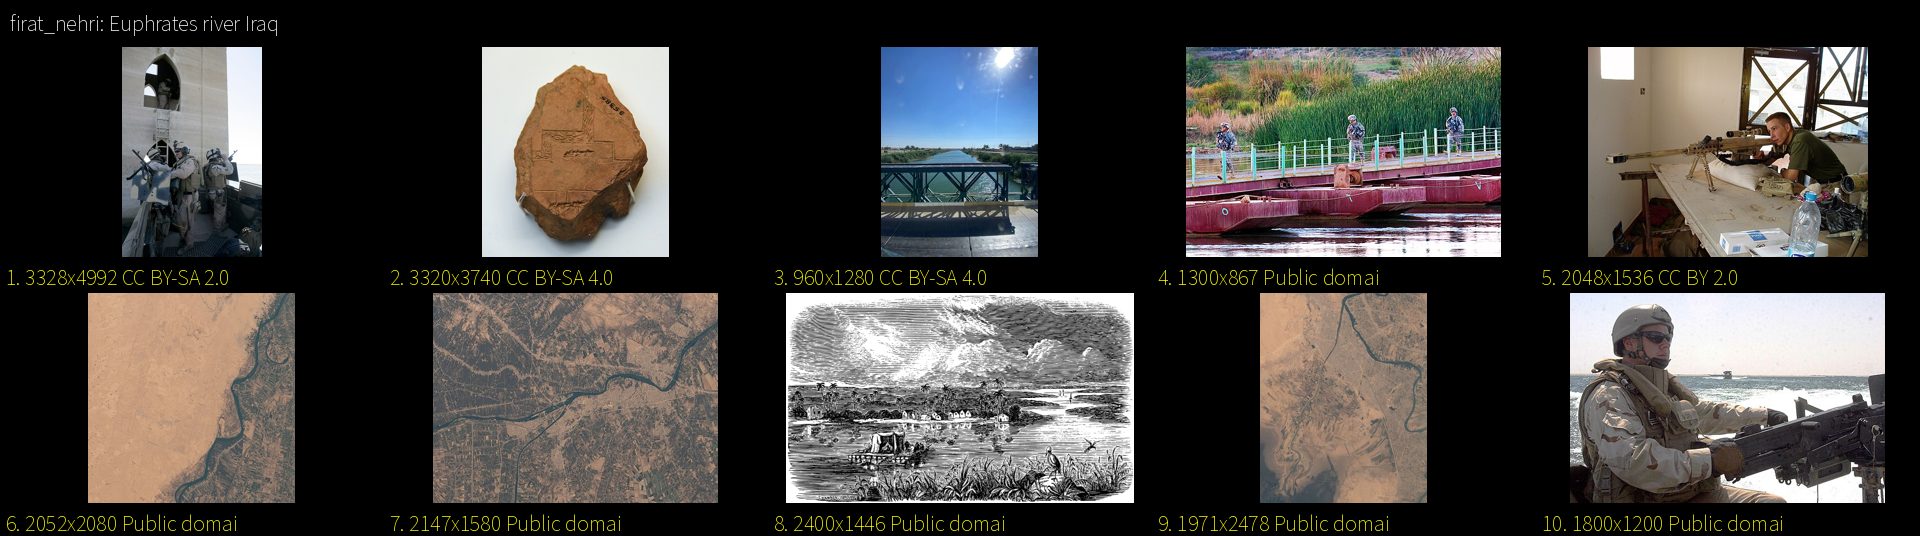 firat_nehri: Euphrates river Iraq
1. 3328x4992 CC BY-SA 2.0
2. 3320x3740 CC BY-SA 4.0
3. 960x1280 CC BY-SA 4.0
4. 1300x867 Public domai
5. 2048x1536 CC BY 2.0
6. 2052x2080 Public domai
7. 2147x1580 Public domai
8. 2400x1446 Public domai
9. 1971x2478 Public domai
10. 1800x1200 Public domai